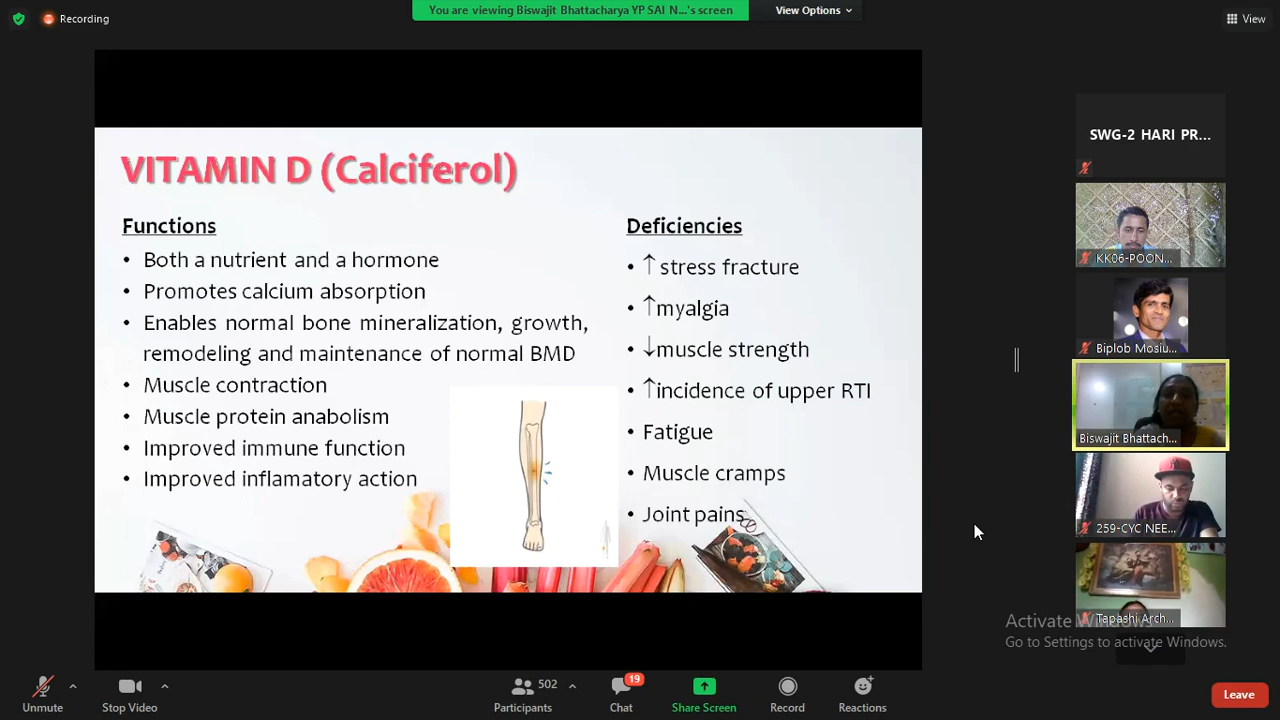 Recording
You are viewing Biswajit Bhattacharya YP SAI N...'s screen
View Options
View
VITAMIN D (Calciferol)
Functions
• Both a nutrient and a hormone
• Promotes calcium absorption
• Enables normal bone mineralization, growth,
remodeling and maintenance of normal BMD
• Muscle contraction
• Muscle protein anabolism
• Improved immune function
• Improved inflamatory action
Deficiencies
• ↑ stress fracture
• ↑myalgia
• ↓muscle strength
• ↑incidence of upper RTI
• Fatigue
• Muscle cramps
• Joint pains
SWG-2 HARI PR...
KK06-POON...
Biplob Mosiu...
Biswajit Bhattach...
259-CYC NEE...
Tapashi Arch...
Activate Windows
Go to Settings to activate Windows.
Unmute
Stop Video
502
Participants
19
Chat
Share Screen
Record
Reactions
Leave